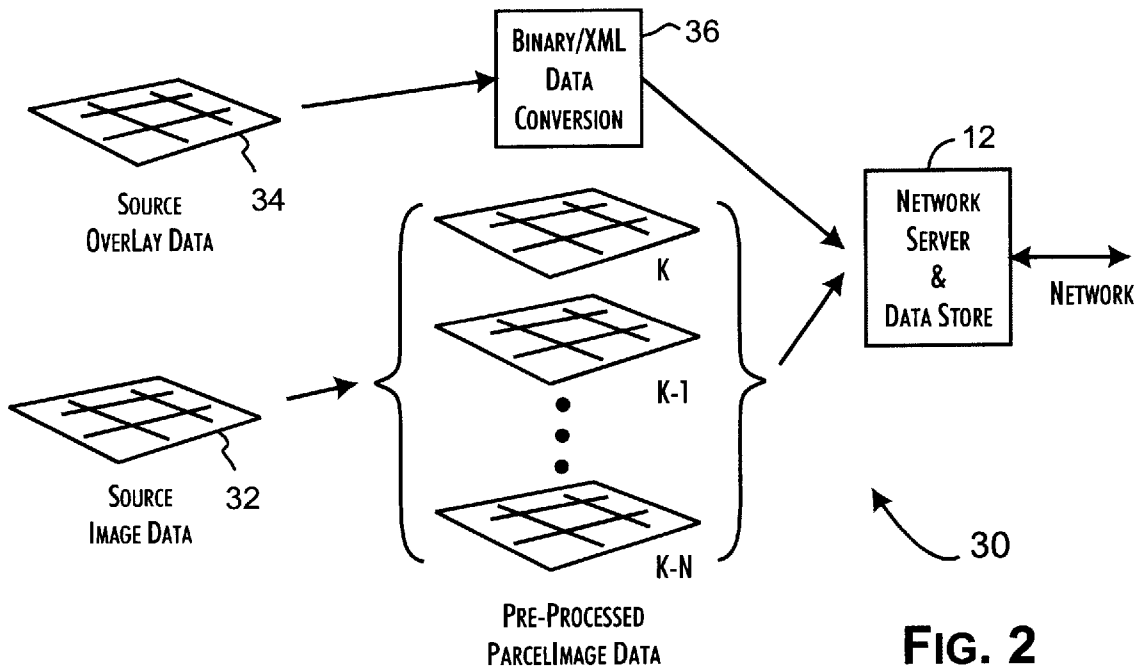 36
BINARY/XML
DATA
CONVERSION
34
SOURCE
OVERLAY DATA
12
NETWORK
SERVER
&
DATA STORE
NETWORK
K
K-1
K-N
32
SOURCE
IMAGE DATA
30
PRE-PROCESSED
PARCELIMAGE DATA
FIG. 2